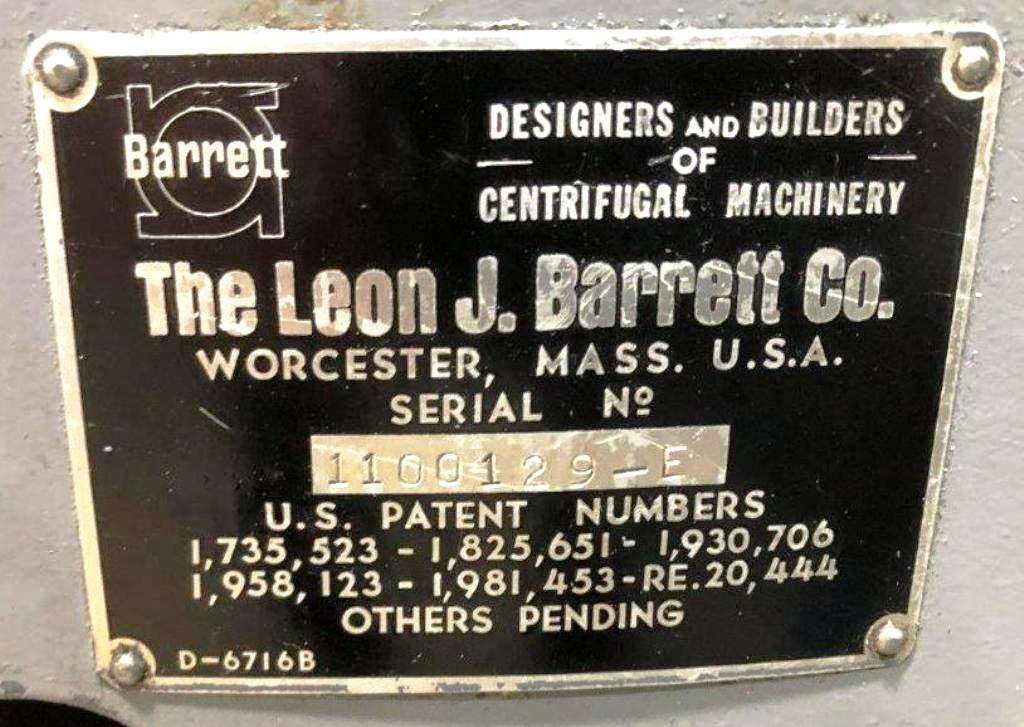 Barrett
DESIGNERS AND BUILDERS
— OF —
CENTRIFUGAL MACHINERY
The Leon J. Barrett Co.
WORCESTER, MASS. U.S.A.
SERIAL Nº
1100129-E
U.S. PATENT NUMBERS
1,735,523 - 1,825,651 - 1,930,706
1,958,123 - 1,981,453 - RE.20,444
OTHERS PENDING
D-6716B